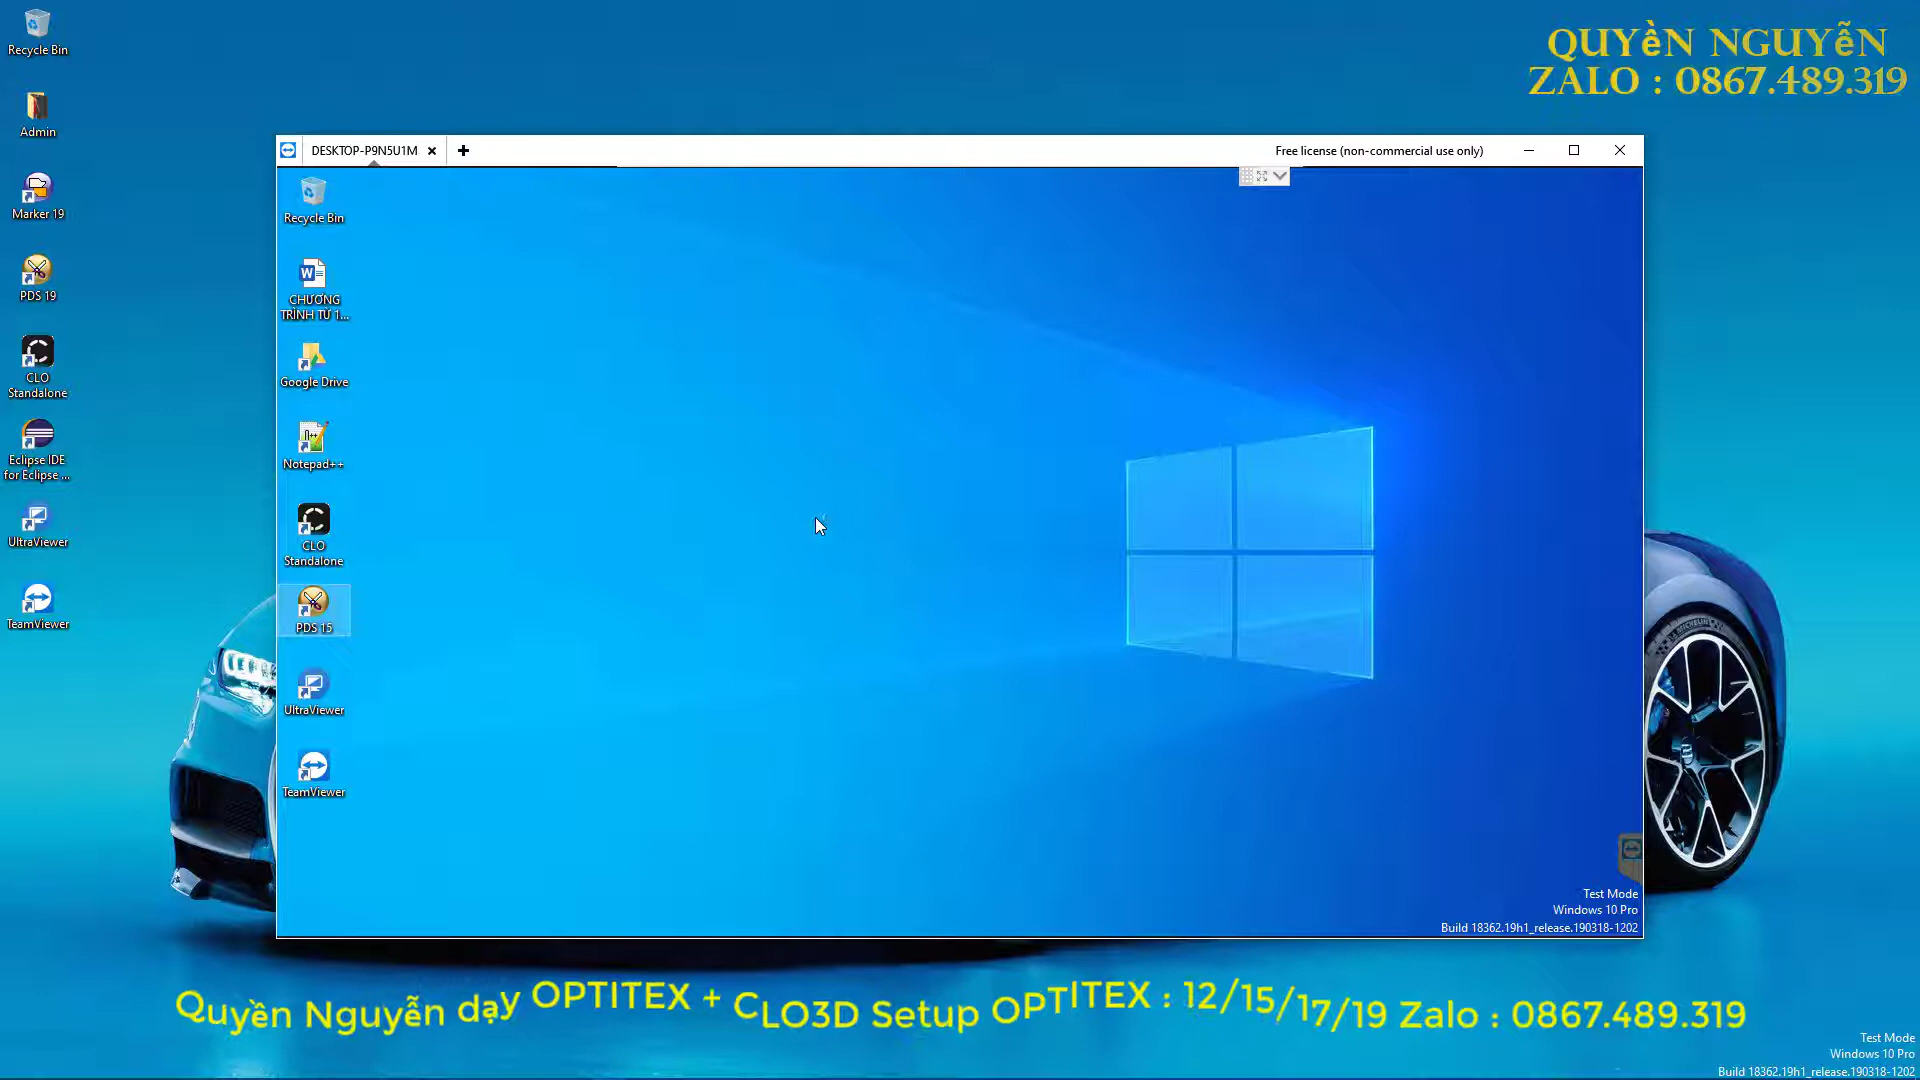 Recycle Bin
QUYỀN NGUYỄN
ZALO : 0867.489.319
Admin
Marker 19
PDS 19
CLO
Standalone
Eclipse IDE
for Eclipse ...
UltraViewer
TeamViewer
DESKTOP-P9N5U1M
Free license (non-commercial use only)
Recycle Bin
CHƯƠNG
TRÌNH TỪ 1...
Google Drive
Notepad++
CLO
Standalone
PDS 15
UltraViewer
TeamViewer
Test Mode
Windows 10 Pro
Build 18362.19h1_release.190318-1202
Quyền Nguyễn dạy OPTITEX + CLO3D Setup OPTITEX : 12/15/17/19 Zalo : 0867.489.319
Test Mode
Windows 10 Pro
Build 18362.19h1_release.190318-1202